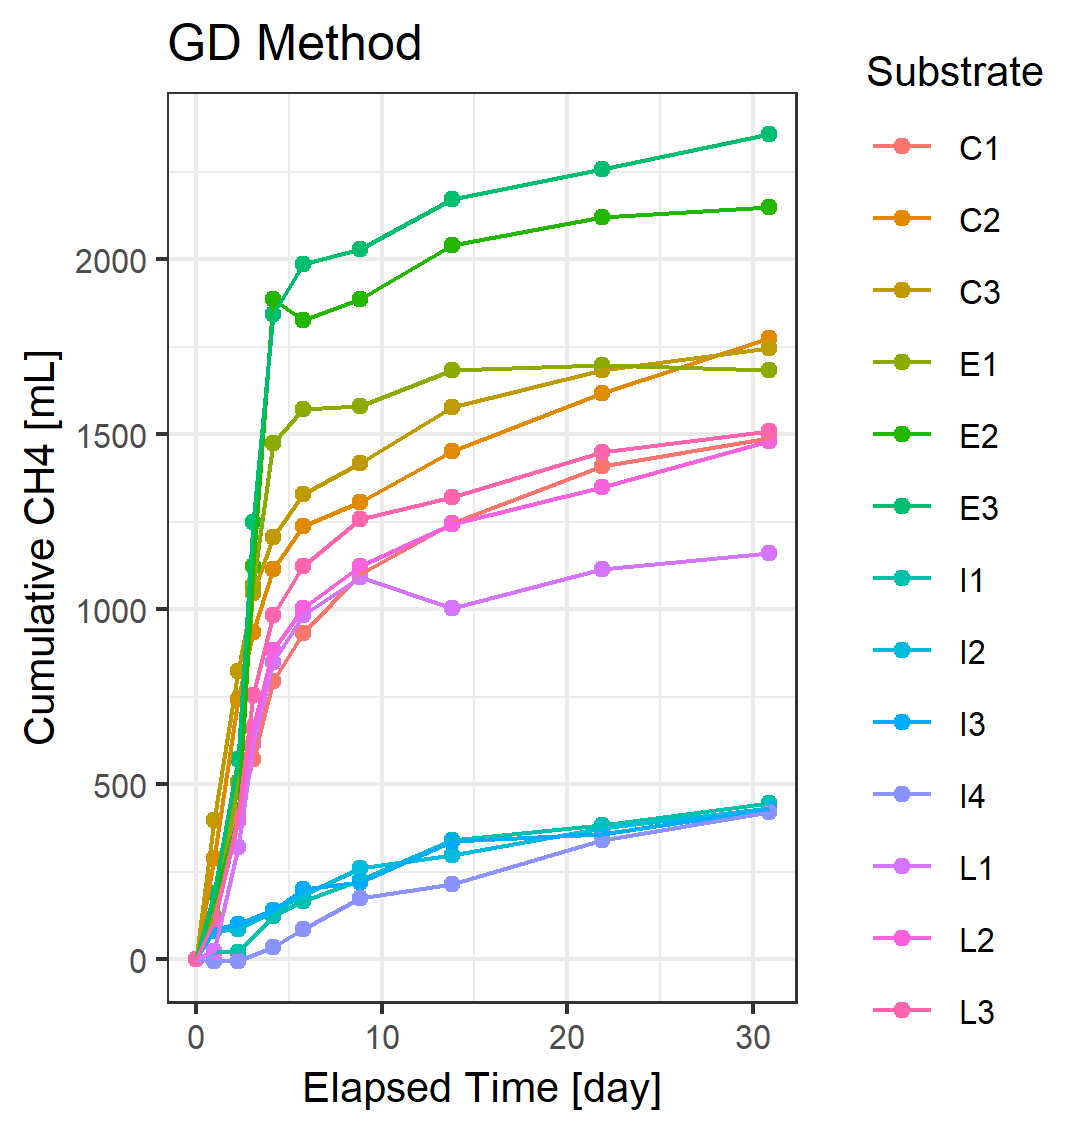 GD Method
Substrate
C1
C2
C3
E1
E2
E3
I1
I2
I3
I4
L1
L2
L3
Cumulative CH4 [mL]
2000
1500
1000
500
0
0 10 20 30
Elapsed Time [day]